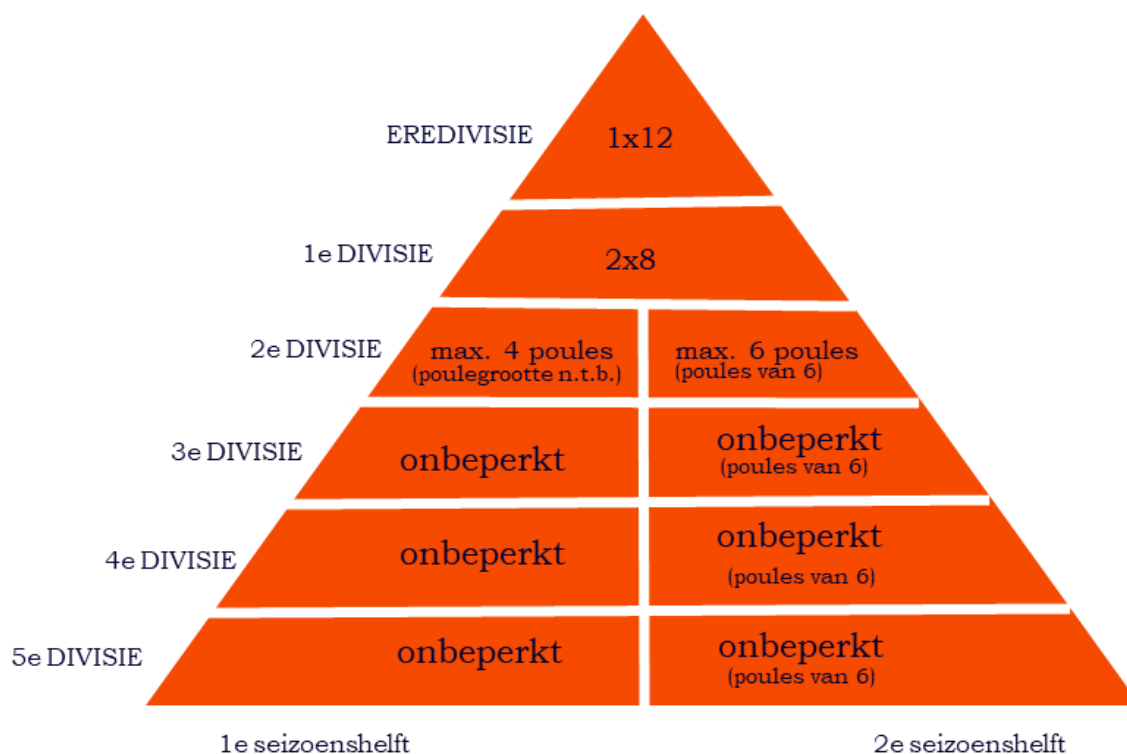 EREDIVISIE
1x12
1e DIVISIE
2x8
2e DIVISIE
max. 4 poules
(poulegrootte n.t.b.)
max. 6 poules
(poules van 6)
3e DIVISIE
onbeperkt
onbeperkt
(poules van 6)
4e DIVISIE
onbeperkt
onbeperkt
(poules van 6)
5e DIVISIE
onbeperkt
onbeperkt
(poules van 6)
1e seizoenshelft
2e seizoenshelft